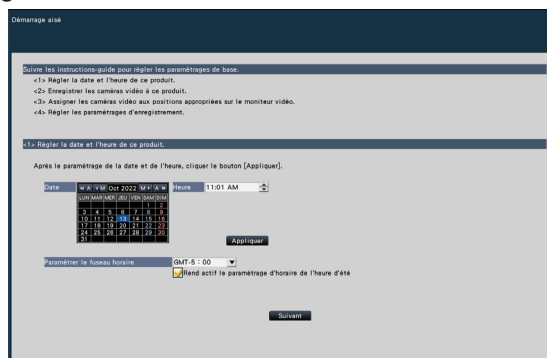 Démarrage aisé
Suivre les instructions-guide pour régler les paramétrages de base.
<1> Régler la date et l'heure de ce produit.
<2> Enregistrer les caméras vidéo à ce produit.
<3> Assigner les caméras vidéo aux positions appropriées sur le moniteur vidéo.
<4> Régler les paramétrages d'enregistrement.
<1> Régler la date et l'heure de ce produit.
Après le paramétrage de la date et de l'heure, cliquer le bouton [Appliquer].
Date A M Oct 2022 M A Heure 11:01 AM
LUN MAR MER JEU VEN SAM DIM
1 2
3 4 5 6 7 8 9
10 11 12 13 14 15 16
17 18 19 20 21 22 23
24 25 26 27 28 29 30
31
Appliquer
Paramétrer le fuseau horaire GMT-5 : 00
Rend actif le paramétrage d'horaire de l'heure d'été
Suivant